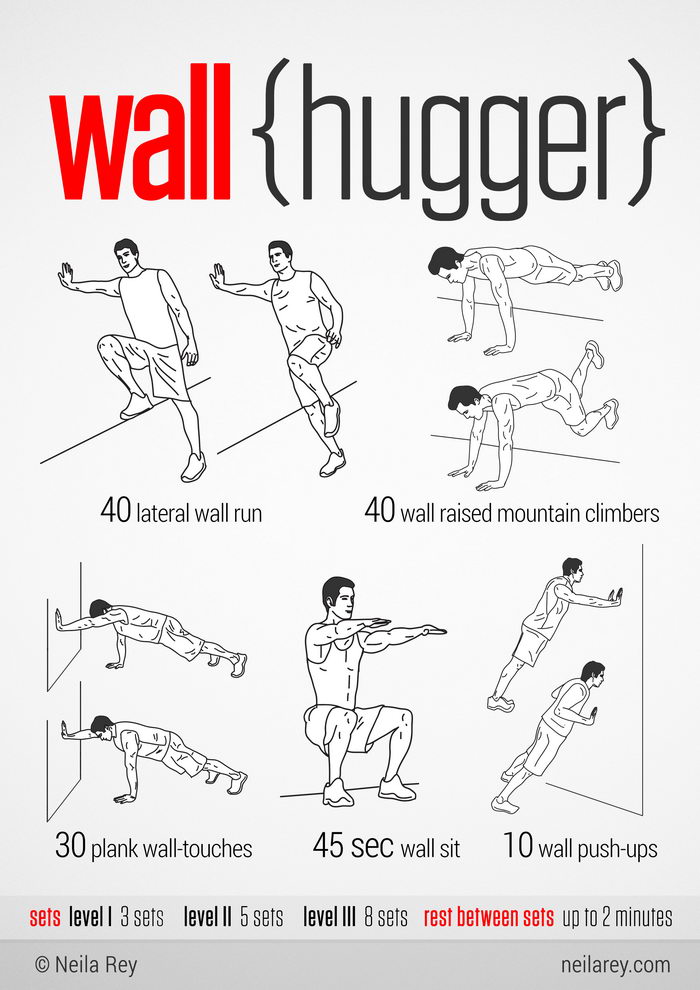 wall {hugger}
40 lateral wall run
40 wall raised mountain climbers
30 plank wall-touches
45 sec wall sit
10 wall push-ups
sets level I 3 sets level II 5 sets level III 8 sets rest between sets up to 2 minutes
© Neila Rey
neilarey.com